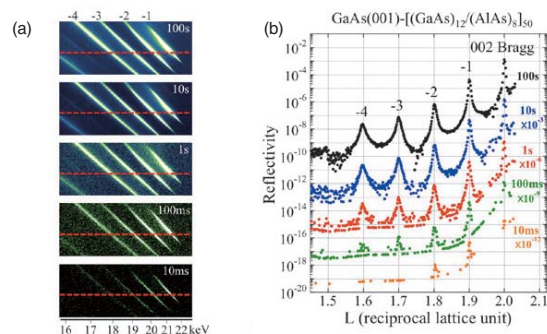 (a)
-4 -3 -2 -1
100s
10s
1s
100ms
10ms
16 17 18 19 20 21 22 keV
(b)
GaAs(001)-[(GaAs)12/(AlAs)8]50
002 Bragg
100s
-1
-2
-3
-4
10s
×10⁻³
1s
100ms
×10⁻⁹
10ms
×10⁻¹²
Reflectivity
10⁻²
10⁻⁴
10⁻⁶
10⁻⁸
10⁻¹⁰
10⁻¹²
10⁻¹⁴
10⁻¹⁶
10⁻¹⁸
10⁻²⁰
1.5 1.6 1.7 1.8 1.9 2.0
L (reciprocal lattice unit)